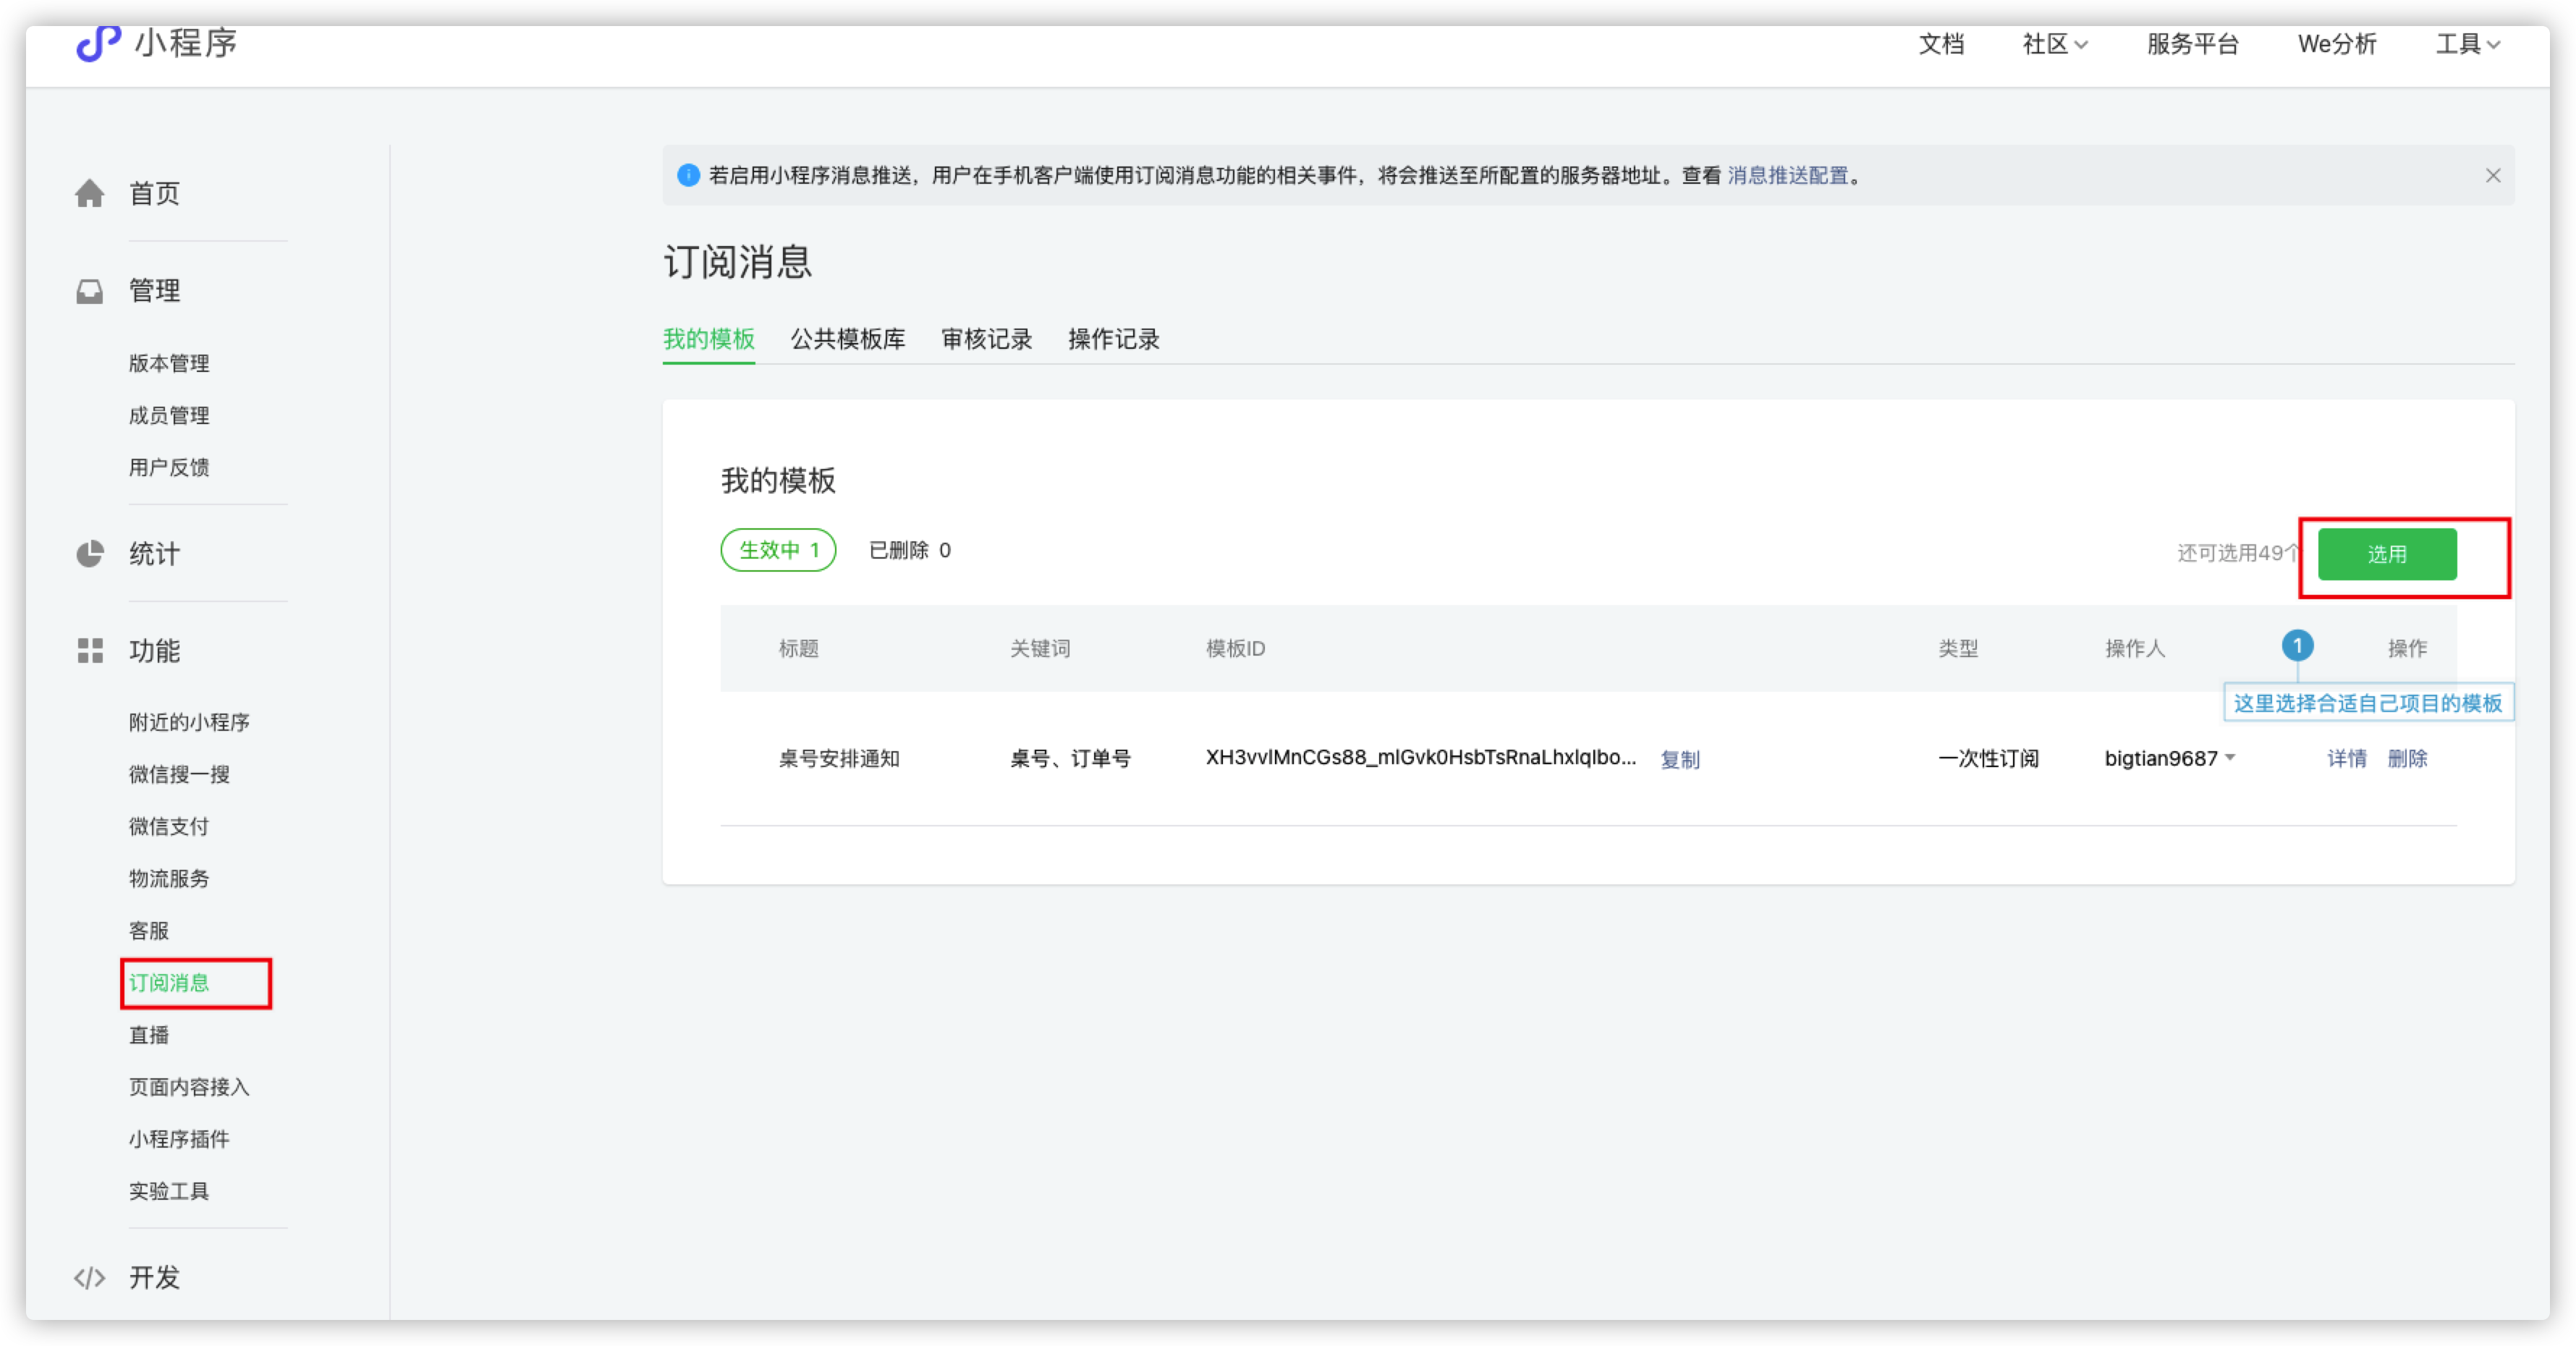 小程序
文档 社区 服务平台 We分析 工具
若启用小程序消息推送，用户在手机客户端使用订阅消息功能的相关事件，将会推送至所配置的服务器地址。查看 消息推送配置。
首页
管理
版本管理
成员管理
用户反馈
统计
功能
附近的小程序
微信搜一搜
微信支付
物流服务
客服
订阅消息
直播
页面内容接入
小程序插件
实验工具
开发
订阅消息
我的模板 公共模板库 审核记录 操作记录
我的模板
生效中 1 已删除 0
还可选用49个 选用
标题 关键词 模板ID 类型 操作人 1 操作
这里选择合适自己项目的模板
桌号安排通知 桌号、订单号 XH3vvlMnCGs88_mlGvk0HsbTsRnaLhxlqlbo... 复制 一次性订阅 bigtian9687 详情 删除